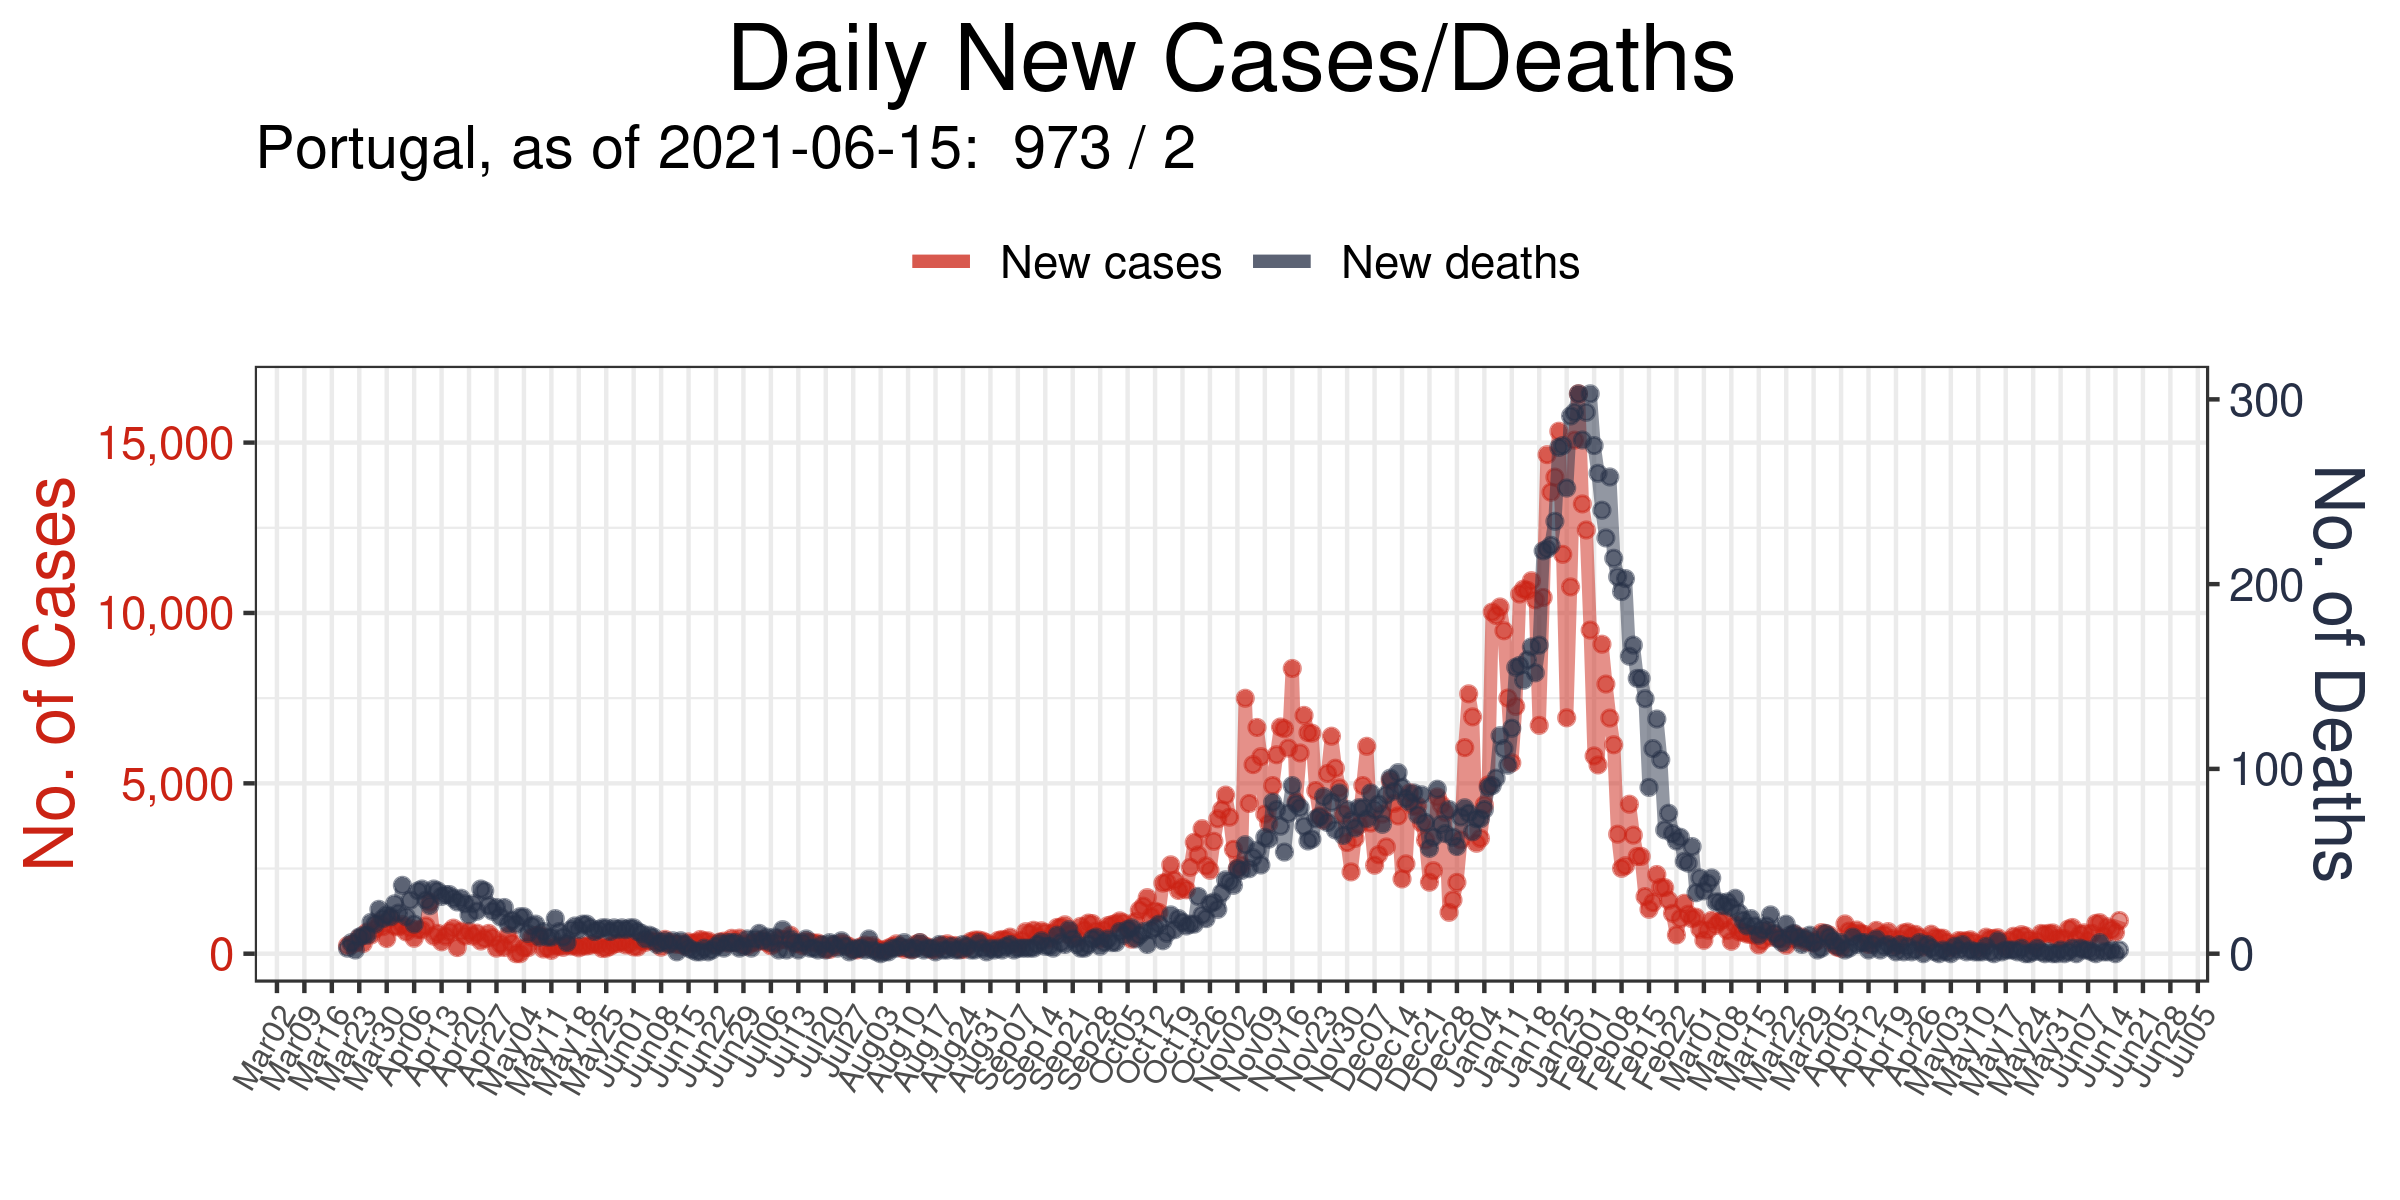 Daily New Cases/Deaths
Portugal, as of 2021-06-15:  973 / 2
New cases
New deaths
No. of Cases
15,000
10,000
5,000
0
300
200
100
0
No. of Deaths
Mar02
Mar09
Mar16
Mar23
Mar30
Apr06
Apr13
Apr20
Apr27
May04
May11
May18
May25
Jun01
Jun08
Jun15
Jun22
Jun29
Jul06
Jul13
Jul20
Jul27
Aug03
Aug10
Aug17
Aug24
Aug31
Sep07
Sep14
Sep21
Sep28
Oct05
Oct12
Oct19
Oct26
Nov02
Nov09
Nov16
Nov23
Nov30
Dec07
Dec14
Dec21
Dec28
Jan04
Jan11
Jan18
Jan25
Feb01
Feb08
Feb15
Feb22
Mar01
Mar08
Mar15
Mar22
Mar29
Apr05
Apr12
Apr19
Apr26
May03
May10
May17
May24
May31
Jun07
Jun14
Jun21
Jun28
Jul05